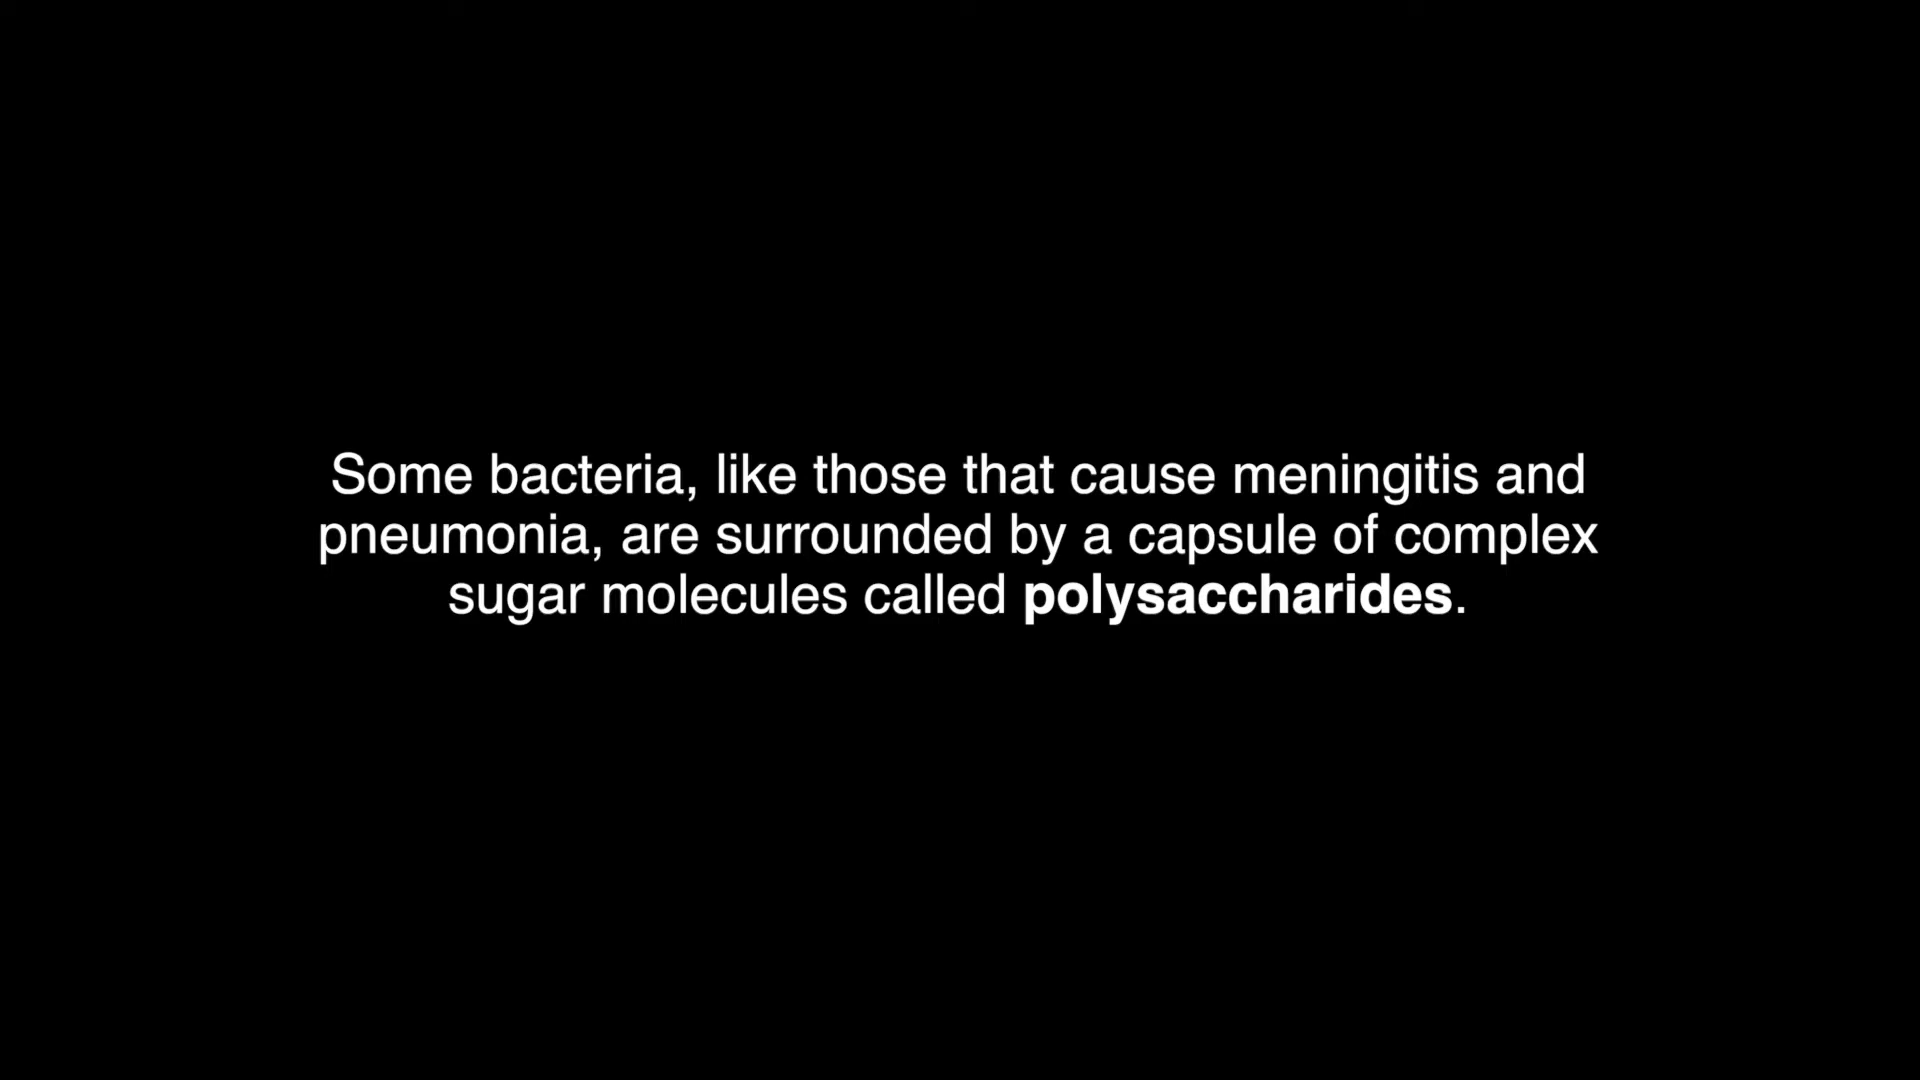 Some bacteria, like those that cause meningitis and
pneumonia, are surrounded by a capsule of complex
sugar molecules called polysaccharides.